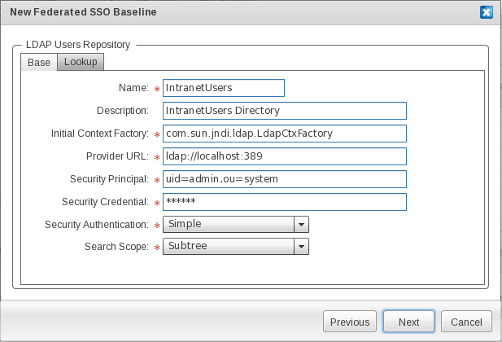 New Federated SSO Baseline
LDAP Users Repository
Base Lookup
Name: * IntranetUsers
Description: IntranetUsers Directory
Initial Context Factory: * com.sun.jndi.ldap.LdapCtxFactory
Provider URL: * ldap://localhost:389
Security Principal: * uid=admin,ou=system
Security Credential: * ******
Security Authentication: * Simple
Search Scope: * Subtree
Previous Next Cancel